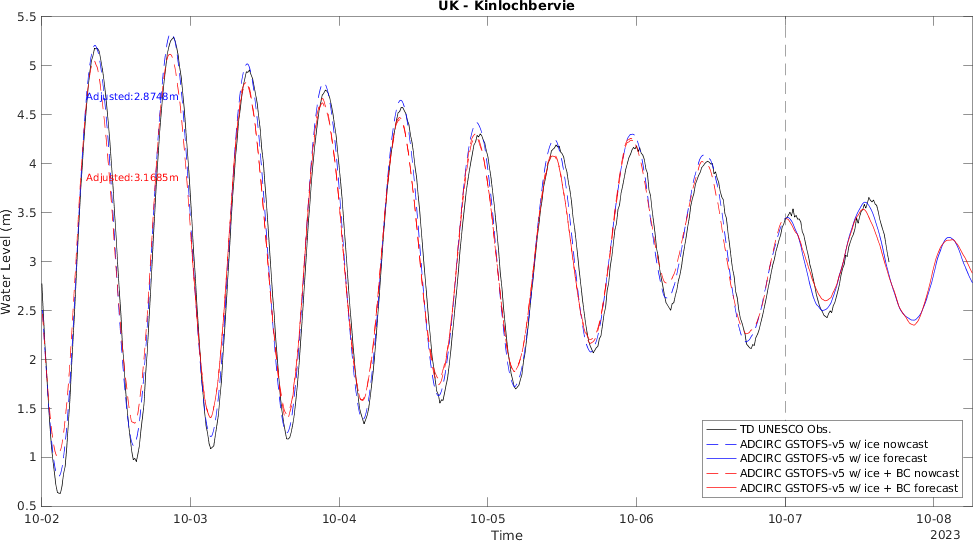 UK - Kinlochbervie
5.5
5
4.5
4
3.5
3
2.5
2
1.5
1
0.5
Water Level (m)
Adjusted:2.8748m
Adjusted:3.1685m
TD UNESCO Obs.
ADCIRC GSTOFS-v5 w/ ice nowcast
ADCIRC GSTOFS-v5 w/ ice forecast
ADCIRC GSTOFS-v5 w/ ice + BC nowcast
ADCIRC GSTOFS-v5 w/ ice + BC forecast
10-02 10-03 10-04 10-05 10-06 10-07 10-08
Time 2023